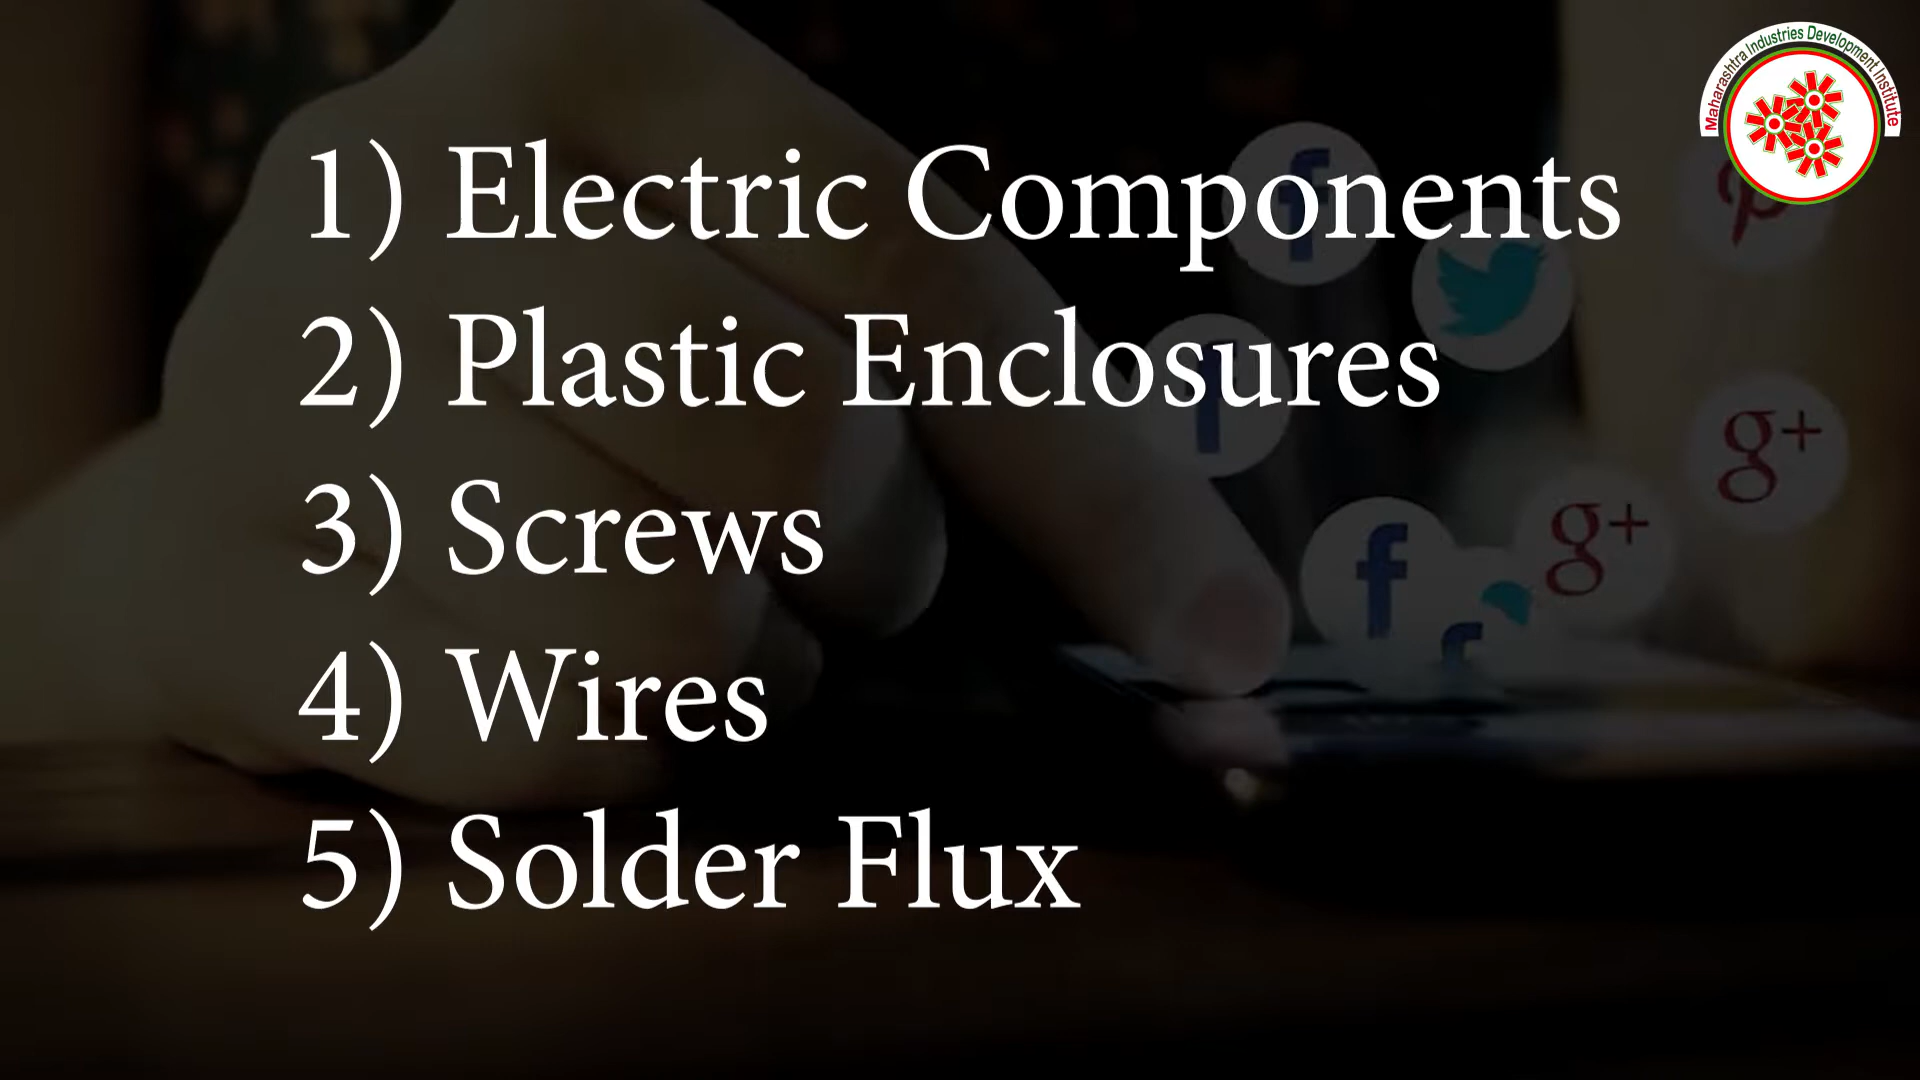 Maharashtra Industries Development Institute
1) Electric Components
2) Plastic Enclosures
3) Screws
4) Wires
5) Solder Flux
f
f
g+
g+
f
f